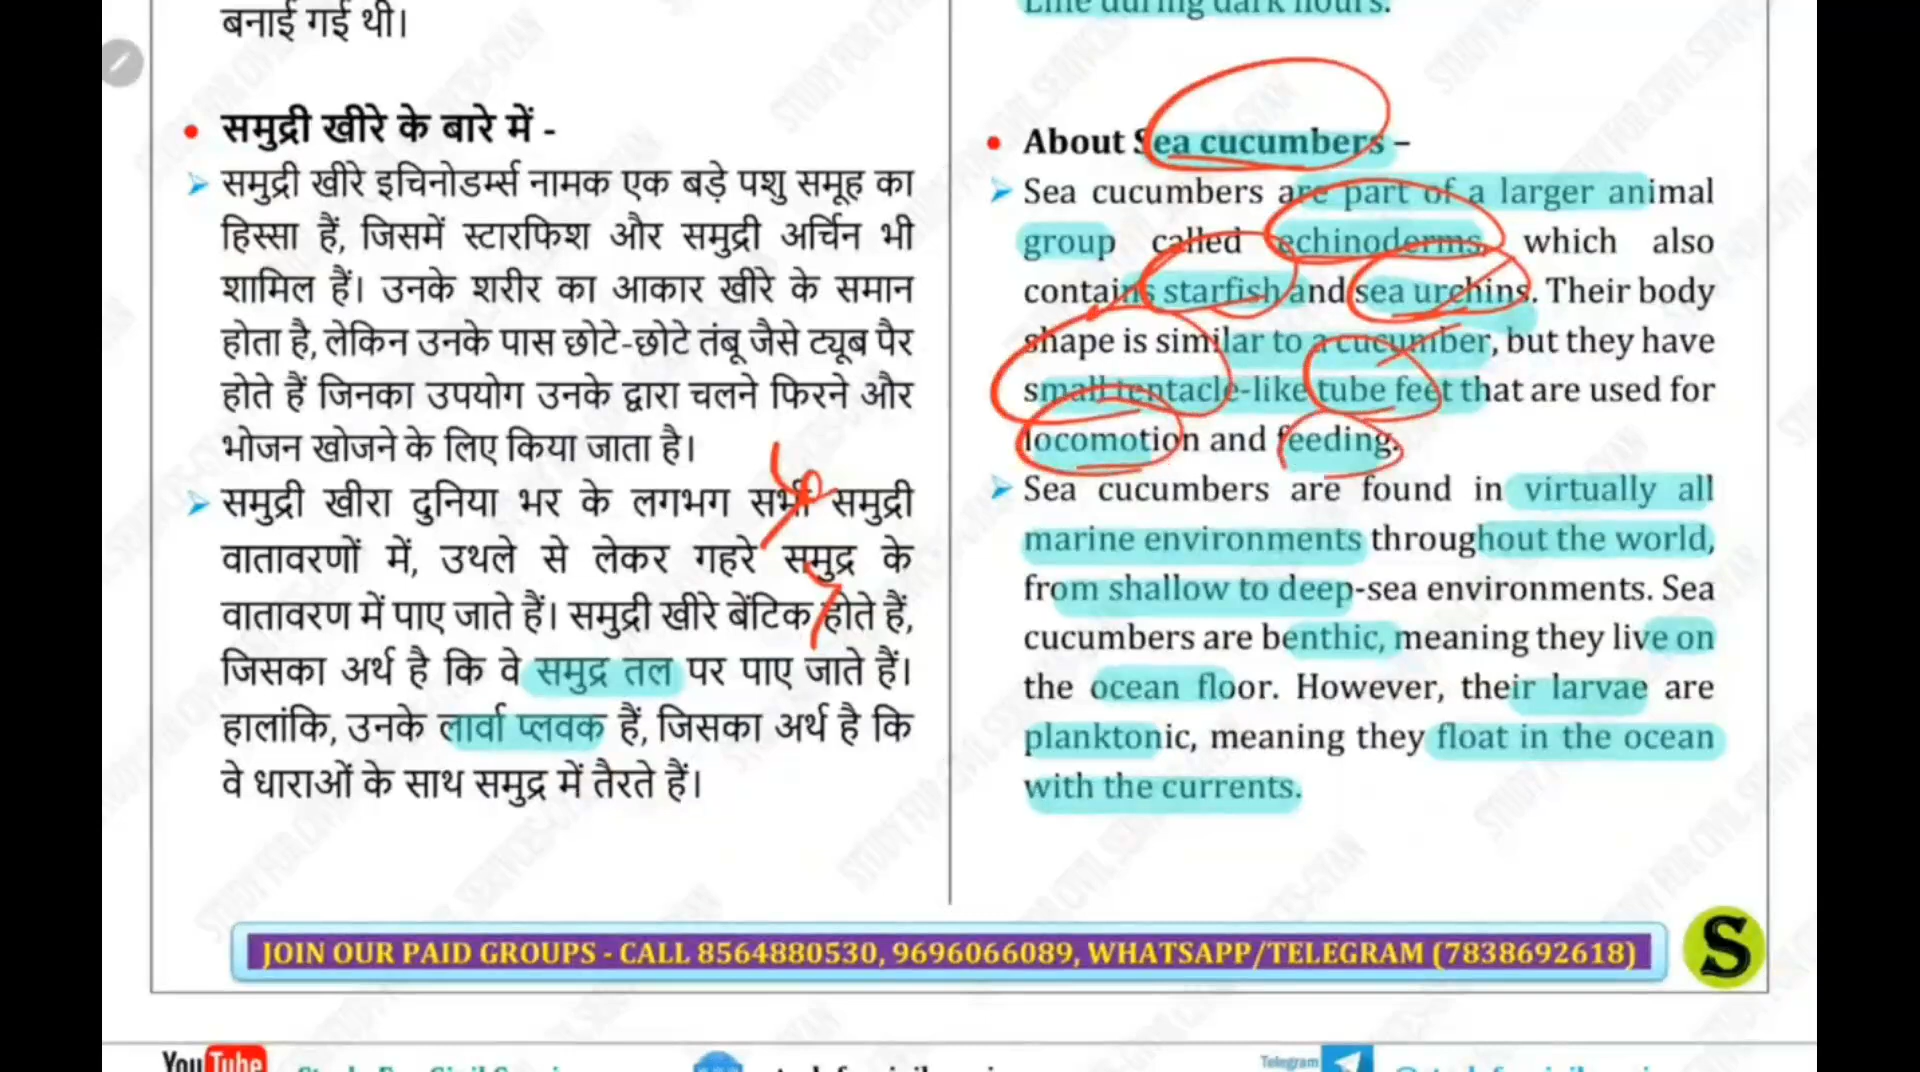 बनाई गई थी।
समुद्री खीरे के बारे में -
समुद्री खीरे इचिनोडर्म्स नामक एक बड़े पशु समूह का
हिस्सा हैं, जिसमें स्टारफिश और समुद्री अर्चिन भी
शामिल हैं। उनके शरीर का आकार खीरे के समान
होता है, लेकिन उनके पास छोटे-छोटे तंबू जैसे ट्यूब पैर
होते हैं जिनका उपयोग उनके द्वारा चलने फिरने और
भोजन खोजने के लिए किया जाता है।
समुद्री खीरा दुनिया भर के लगभग सभी समुद्री
वातावरणों में, उथले से लेकर गहरे समुद्र के
वातावरण में पाए जाते हैं। समुद्री खीरे बेंटिक होते हैं,
जिसका अर्थ है कि वे समुद्र तल पर पाए जाते हैं।
हालांकि, उनके लार्वा प्लवक हैं, जिसका अर्थ है कि
वे धाराओं के साथ समुद्र में तैरते हैं।
Line during dark hours.
About Sea cucumbers –
Sea cucumbers are part of a larger animal
group called echinoderms, which also
contains starfish and sea urchins. Their body
shape is similar to a cucumber, but they have
small tentacle-like tube feet that are used for
locomotion and feeding.
Sea cucumbers are found in virtually all
marine environments throughout the world,
from shallow to deep-sea environments. Sea
cucumbers are benthic, meaning they live on
the ocean floor. However, their larvae are
planktonic, meaning they float in the ocean
with the currents.
JOIN OUR PAID GROUPS - CALL 8564880530, 9696066089, WHATSAPP/TELEGRAM (7838692618)
S
YouTube
Telegram